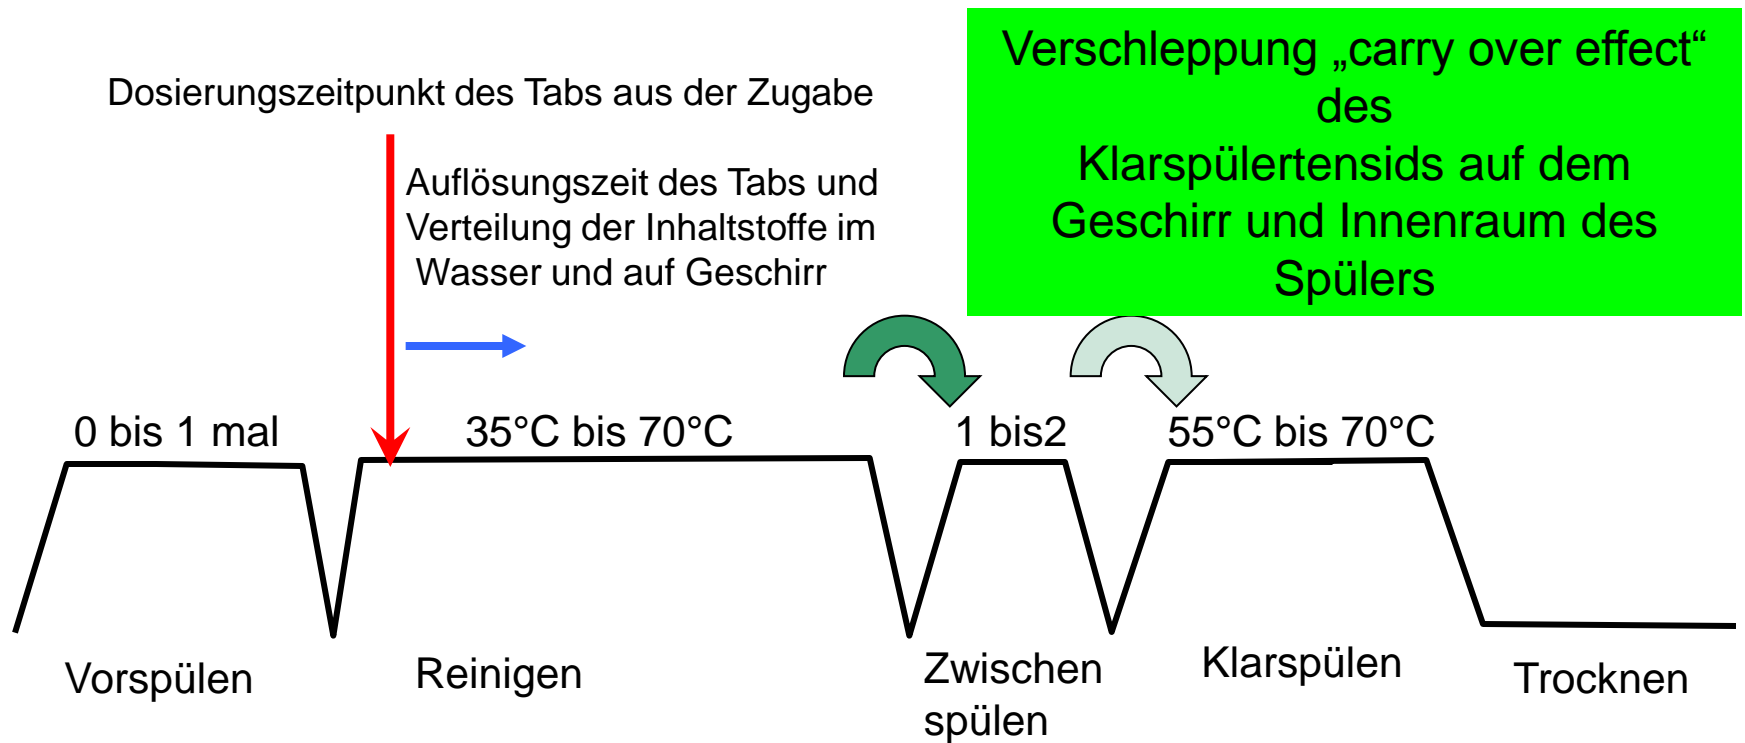 Dosierungszeitpunkt des Tabs aus der Zugabe
Auflösungszeit des Tabs und
Verteilung der Inhaltstoffe im
Wasser und auf Geschirr
Verschleppung „carry over effect“
des
Klarspülertensids auf dem
Geschirr und Innenraum des
Spülers
0 bis 1 mal
35°C bis 70°C
1 bis2
55°C bis 70°C
Vorspülen
Reinigen
Zwischen
spülen
Klarspülen
Trocknen